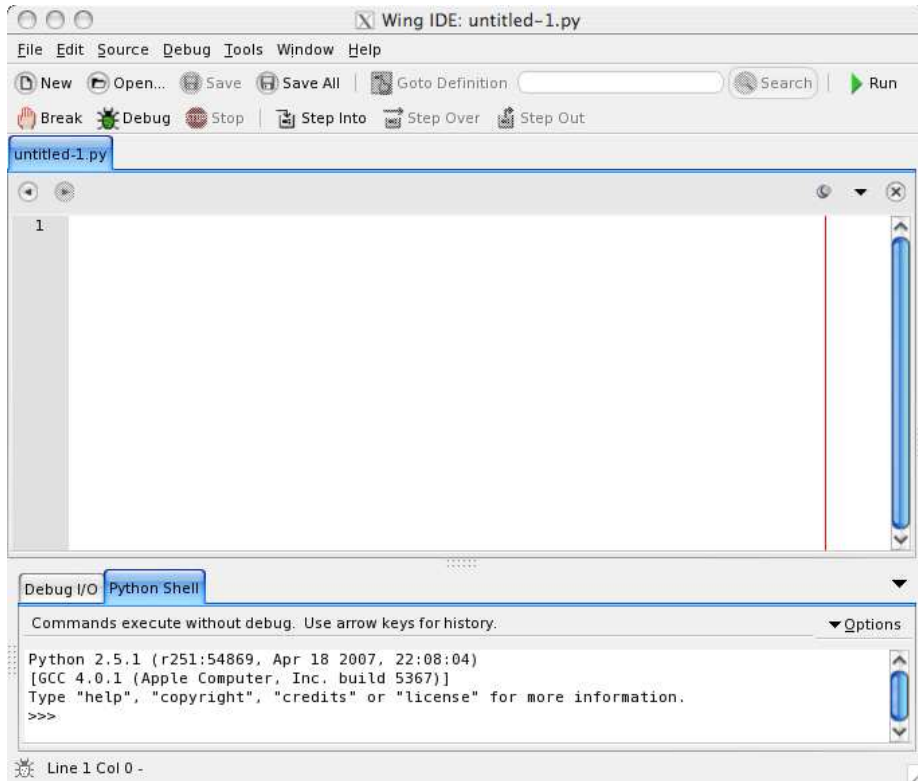 Wing IDE: untitled-1.py
File Edit Source Debug Tools Window Help
New Open... Save Save All Goto Definition Search Run
Break Debug Stop Step Into Step Over Step Out
untitled-1.py
1
Debug I/O Python Shell
Commands execute without debug. Use arrow keys for history. Options
Python 2.5.1 (r251:54869, Apr 18 2007, 22:08:04)
[GCC 4.0.1 (Apple Computer, Inc. build 5367)]
Type "help", "copyright", "credits" or "license" for more information.
>>>
Line 1 Col 0 -